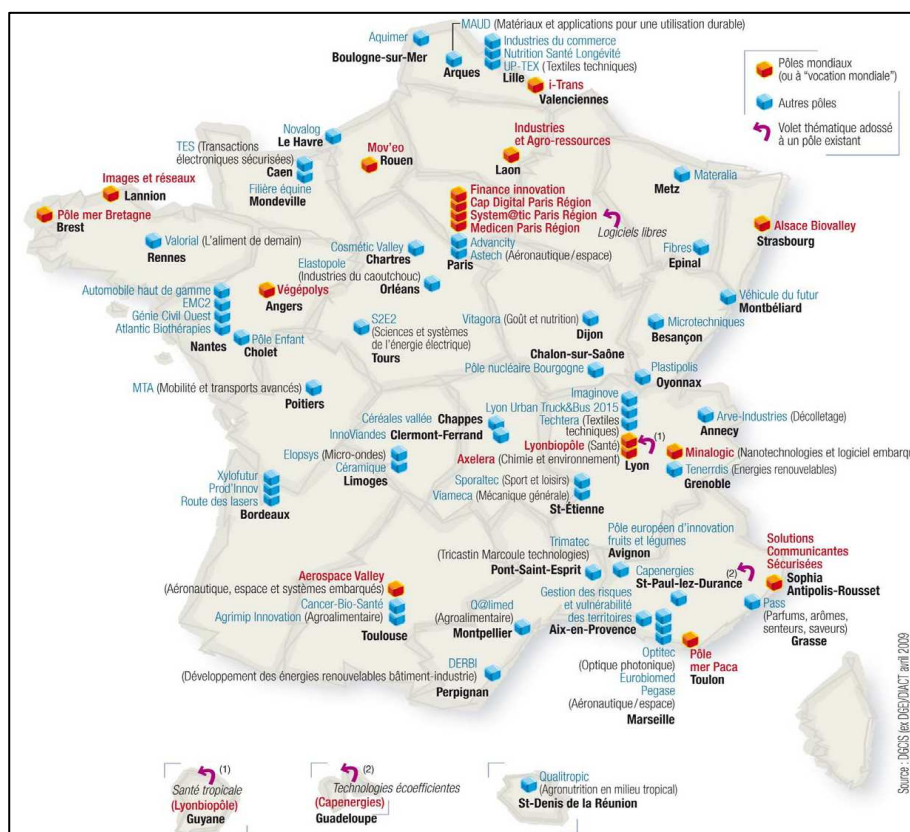 MAUD (Matériaux et applications pour une utilisation durable)
Aquimer
Boulogne-sur-Mer
Arques
Industries du commerce
Nutrition Santé Longévité
UP-TEX (Textiles techniques)
Lille
i-Trans
Valenciennes
Pôles mondiaux
(ou à "vocation mondiale")
Autres pôles
Volet thématique adossé
à un pôle existant
Novalog
Le Havre
TES (Transactions
électroniques sécurisées)
Caen
Filière équine
Mondeville
Mov'eo
Rouen
Industries
et Agro-ressources
Laon
Materalia
Metz
Images et réseaux
Lannion
Pôle mer Bretagne
Brest
Valorial (L'aliment de demain)
Rennes
Finance innovation
Cap Digital Paris Région
System@tic Paris Région
Medicen Paris Région
Logiciels libres
Advancity
Astech (Aéronautique/espace)
Paris
Alsace Biovalley
Strasbourg
Fibres
Epinal
Cosmétic Valley
Chartres
Elastopole
(Industries du caoutchouc)
Orléans
Automobile haut de gamme
EMC2
Génie Civil Ouest
Atlantic Biothérapies
Nantes
Végépolys
Angers
Pôle Enfant
Cholet
S2E2
(Sciences et systèmes
de l'énergie électrique)
Tours
Vitagora (Goût et nutrition)
Dijon
Véhicule du futur
Montbéliard
Microtechniques
Besançon
Chalon-sur-Saône
Pôle nucléaire Bourgogne
Plastipolis
Oyonnax
MTA (Mobilité et transports avancés)
Poitiers
Imaginove
Lyon Urban Truck&Bus 2015
Techtera (Textiles
techniques)
Lyonbiopôle (Santé)
Axelera (Chimie et environnement)
(1)
Lyon
Arve-Industries (Décolletage)
Annecy
Céréales vallée Chappes
InnoViandes Clermont-Ferrand
Elopsys (Micro-ondes)
Céramique
Limoges
Minalogic (Nanotechnologies et logiciel embarqu
Tenerrdis (Energies renouvelables)
Grenoble
Xylofutur
Prod'Innov
Route des lasers
Bordeaux
Sporaltec (Sport et loisirs)
Viameca (Mécanique générale)
St-Étienne
Pôle européen d'innovation
fruits et légumes
Avignon
Trimatec
(Tricastin Marcoule technologies)
Pont-Saint-Esprit
Capenergies
(2)
St-Paul-lez-Durance
Solutions
Communicantes
Sécurisées
Sophia
Antipolis-Rousset
Aerospace Valley
(Aéronautique, espace et systèmes embarqués)
Cancer-Bio-Santé
Agrimip Innovation (Agroalimentaire)
Toulouse
Q@limed
(Agroalimentaire)
Montpellier
Gestion des risques
et vulnérabilité
des territoires
Aix-en-Provence
Pass
(Parfums, arômes,
senteurs, saveurs)
Grasse
Optitec
(Optique photonique)
Eurobiomed
Pegase
(Aéronautique/espace)
Marseille
Pôle
mer Paca
Toulon
DERBI
(Développement des énergies renouvelables bâtiment-industrie)
Perpignan
Source : DGCIS (ex DGE)/DIACT avril 2009
(1)
Santé tropicale
(Lyonbiopôle)
Guyane
(2)
Technologies écoefficientes
(Capenergies)
Guadeloupe
Qualitropic
(Agronutrition en milieu tropical)
St-Denis de la Réunion